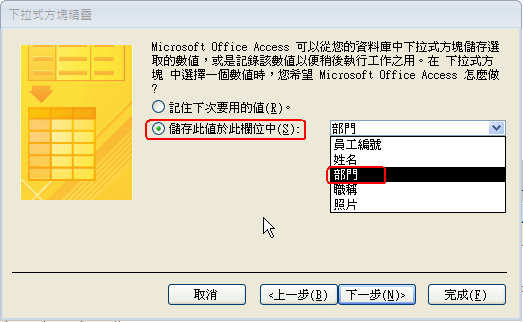 下拉式方塊精靈
Microsoft Office Access 可以從您的資料庫中下拉式方塊儲存選
取的數值，或是記錄該數值以便稍後執行工作之用。在 下拉式方
塊 中選擇一個數值時，您希望 Microsoft Office Access 怎麼做
?
記住下次要用的值(R)。
儲存此值於此欄位中(S):
部門
員工編號
姓名
部門
職稱
照片
取消
<上一步(B)
下一步(N)>
完成(F)